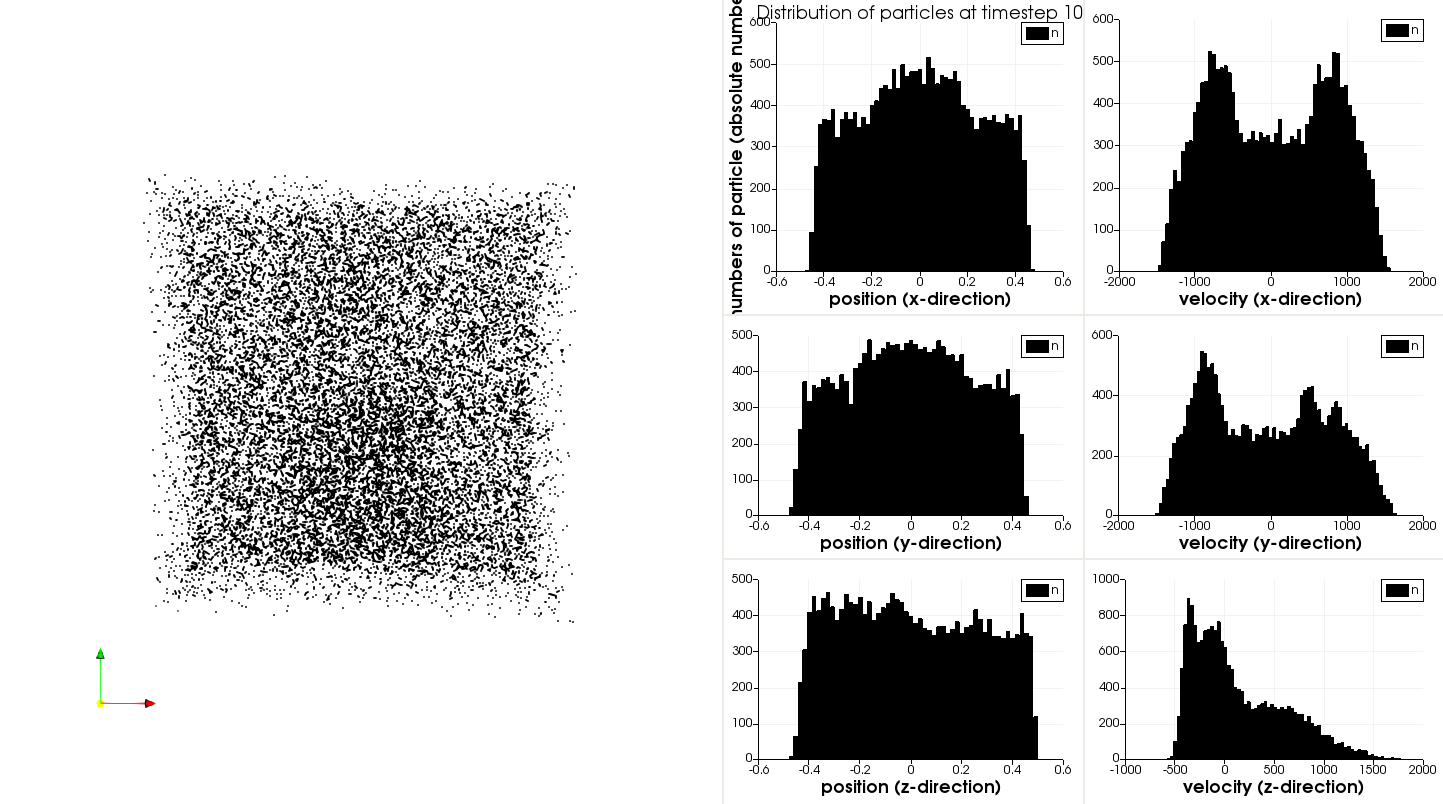 Distribution of particles at timestep 10
numbers of particle (absolute numbe
600
500
400
300
200
100
0
n
-0.6 -0.4 -0.2 0 0.2 0.4 0.6
position (x-direction)
600
500
400
300
200
100
0
n
-2000 -1000 0 1000 2000
velocity (x-direction)
500
400
300
200
100
0
n
-0.6 -0.4 -0.2 0 0.2 0.4 0.6
position (y-direction)
600
400
200
0
n
-2000 -1000 0 1000 2000
velocity (y-direction)
500
400
300
200
100
0
n
-0.6 -0.4 -0.2 0 0.2 0.4 0.6
position (z-direction)
1000
800
600
400
200
0
n
-1000 -500 0 500 1000 1500 2000
velocity (z-direction)